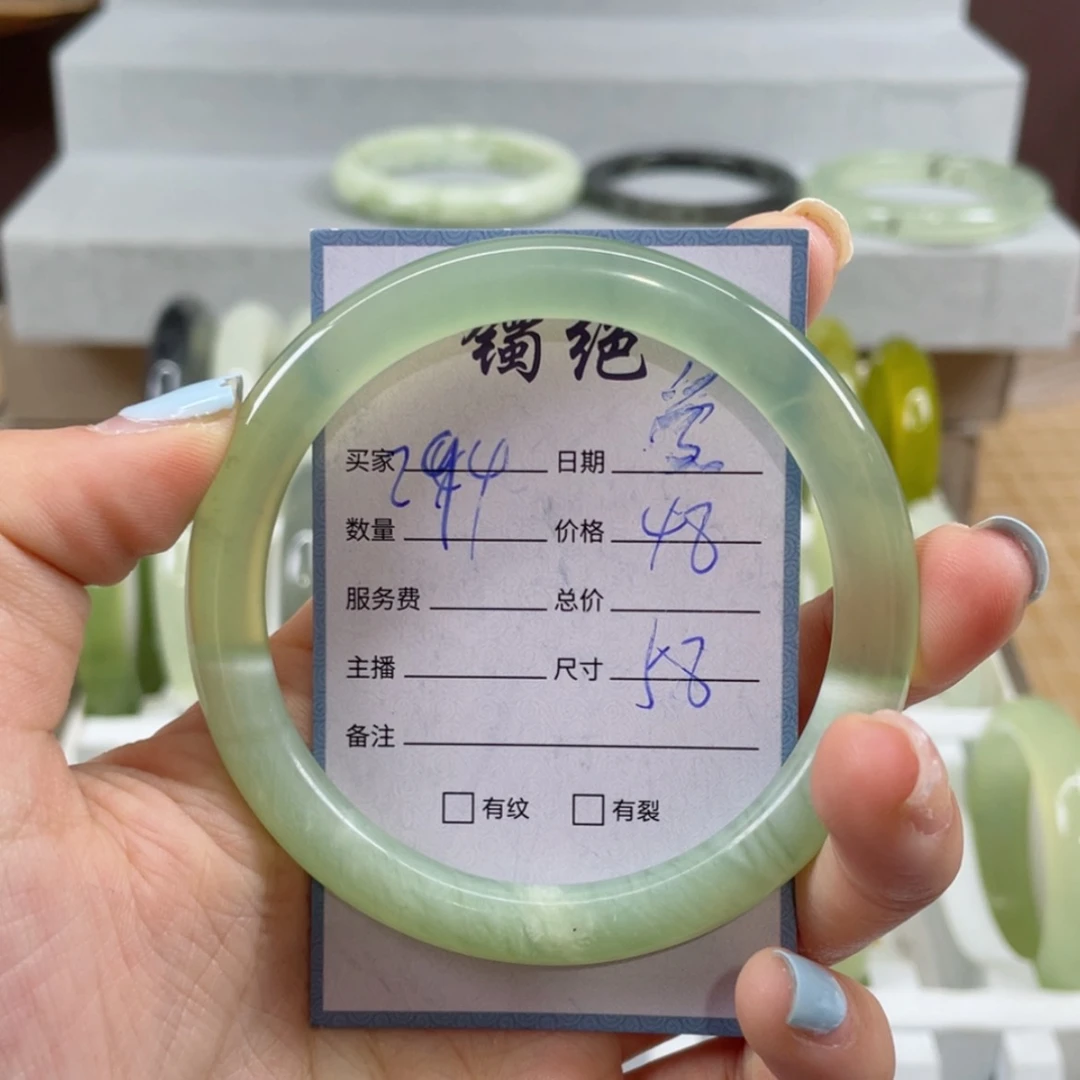 镯绝
买家 2944 日期
数量 价格 48
服务费 总价
主播 尺寸 58
备注
□有纹 □有裂